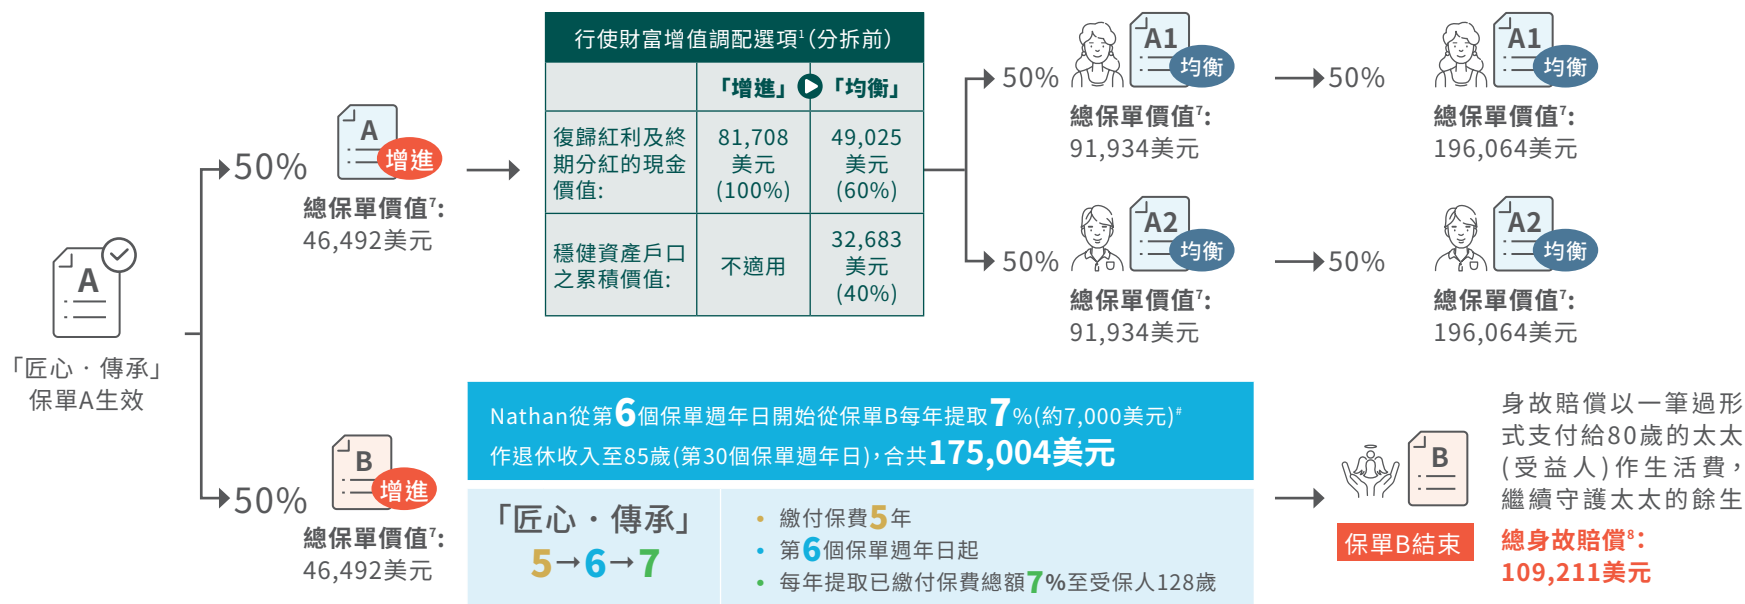 A
「匠心．傳承」
保單A生效
50%
A
增進
總保單價值7:
46,492美元
50%
B
增進
總保單價值7:
46,492美元
行使財富增值調配選項1(分拆前)
「增進」 「均衡」
復歸紅利及終
期分紅的現金
價值:
81,708
美元
(100%)
49,025
美元
(60%)
穩健資產戶口
之累積價值:
不適用
32,683
美元
(40%)
50%
A1
均衡
總保單價值7:
91,934美元
50%
A1
均衡
總保單價值7:
196,064美元
50%
A2
均衡
總保單價值7:
91,934美元
50%
A2
均衡
總保單價值7:
196,064美元
Nathan從第6個保單週年日開始從保單B每年提取7%(約7,000美元)#
作退休收入至85歲(第30個保單週年日),合共175,004美元
「匠心．傳承」
5→6→7
• 繳付保費5年
• 第6個保單週年日起
• 每年提取已繳付保費總額7%至受保人128歲
B
保單B結束
身故賠償以一筆過形
式支付給80歲的太太
(受益人)作生活費，
繼續守護太太的餘生
總身故賠償8:
109,211美元